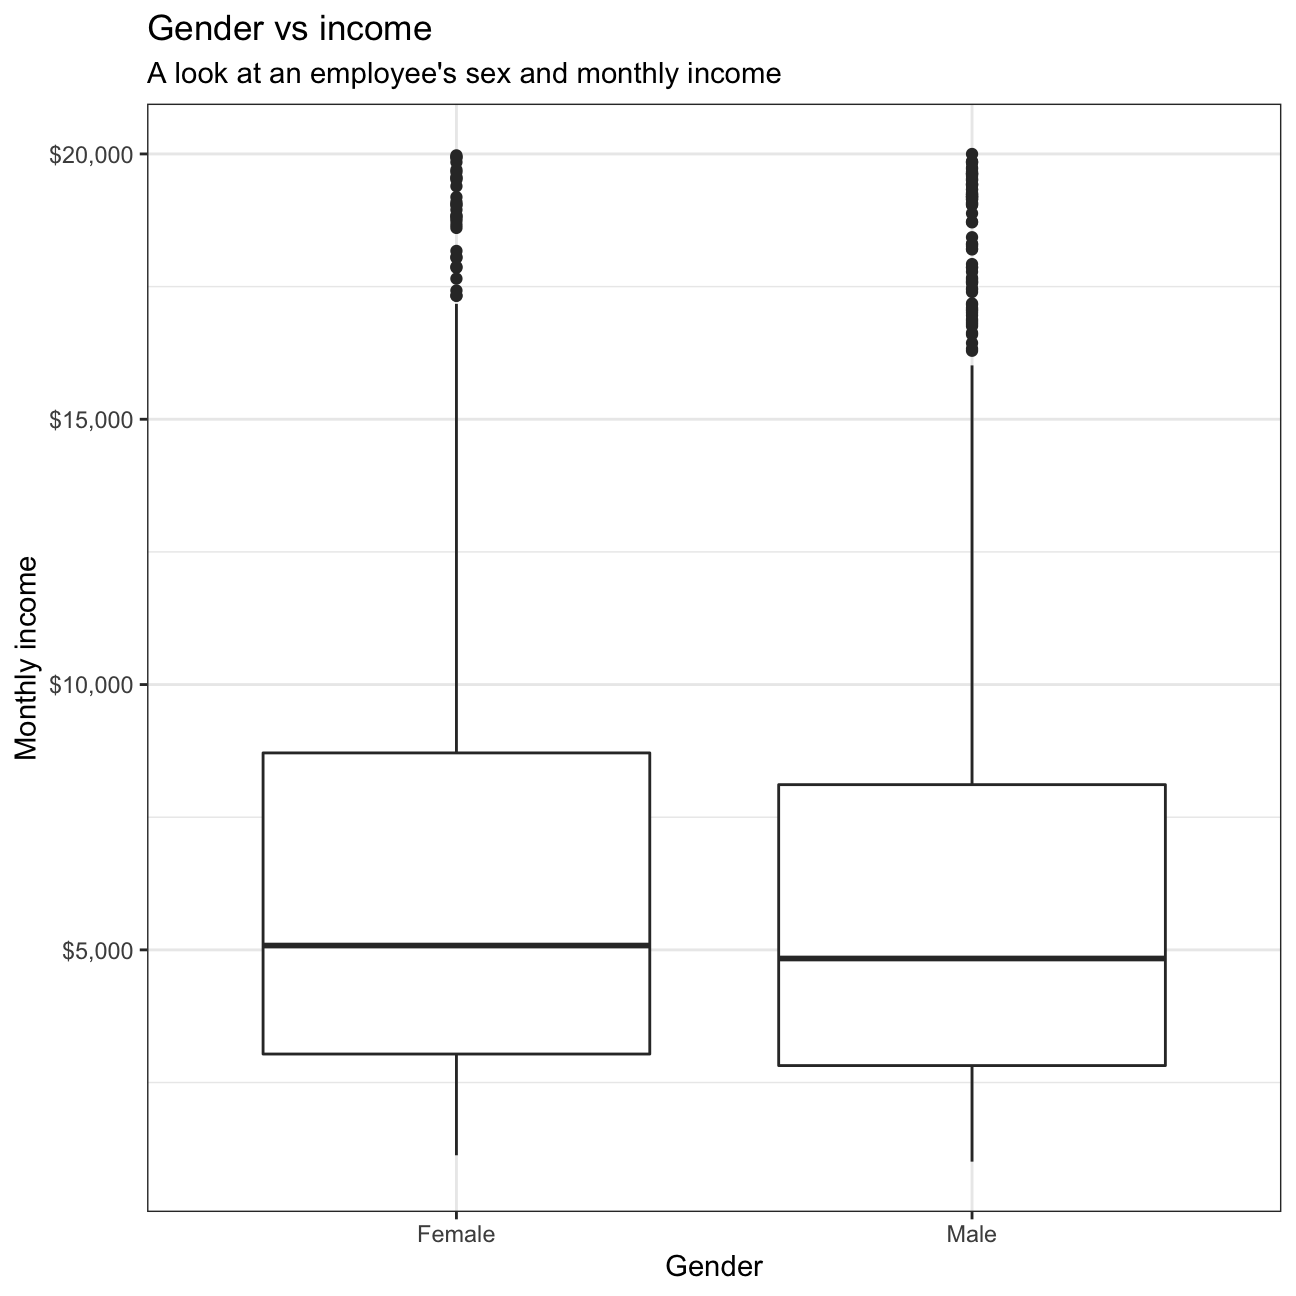 Gender vs income
A look at an employee's sex and monthly income
Monthly income
$20,000
$15,000
$10,000
$5,000
Female
Male
Gender